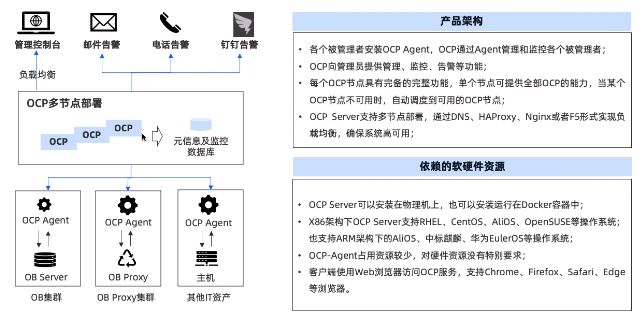 管理控制台
邮件告警
电话告警
钉钉告警
负载均衡
OCP多节点部署
OCP
OCP
OCP
元信息及监控
数据库
OCP Agent
OCP Agent
OCP Agent
OB Server
OB Proxy
主机
OB集群
OB Proxy集群
其他IT资产
产品架构
• 各个被管理者安装OCP Agent，OCP通过Agent管理和监控各个被管理者；
• OCP向管理员提供管理、监控、告警等功能；
• 每个OCP节点具有完备的完整功能，单个节点可提供全部OCP的能力，当某个
OCP节点不可用时，自动调度到可用的OCP节点；
• OCP Server支持多节点部署，通过DNS、HAProxy、Nginx或者F5形式实现负
载均衡，确保系统高可用；
依赖的软硬件资源
• OCP Server可以安装在物理机上，也可以安装运行在Docker容器中；
• X86架构下OCP Server支持RHEL、CentOS、AliOS、OpenSUSE等操作系统；
也支持ARM架构下的AliOS、中标麒麟、华为EulerOS等操作系统；
• OCP-Agent占用资源较少，对硬件资源没有特别要求；
• 客户端使用Web浏览器访问OCP服务，支持Chrome、Firefox、Safari、Edge
等浏览器。